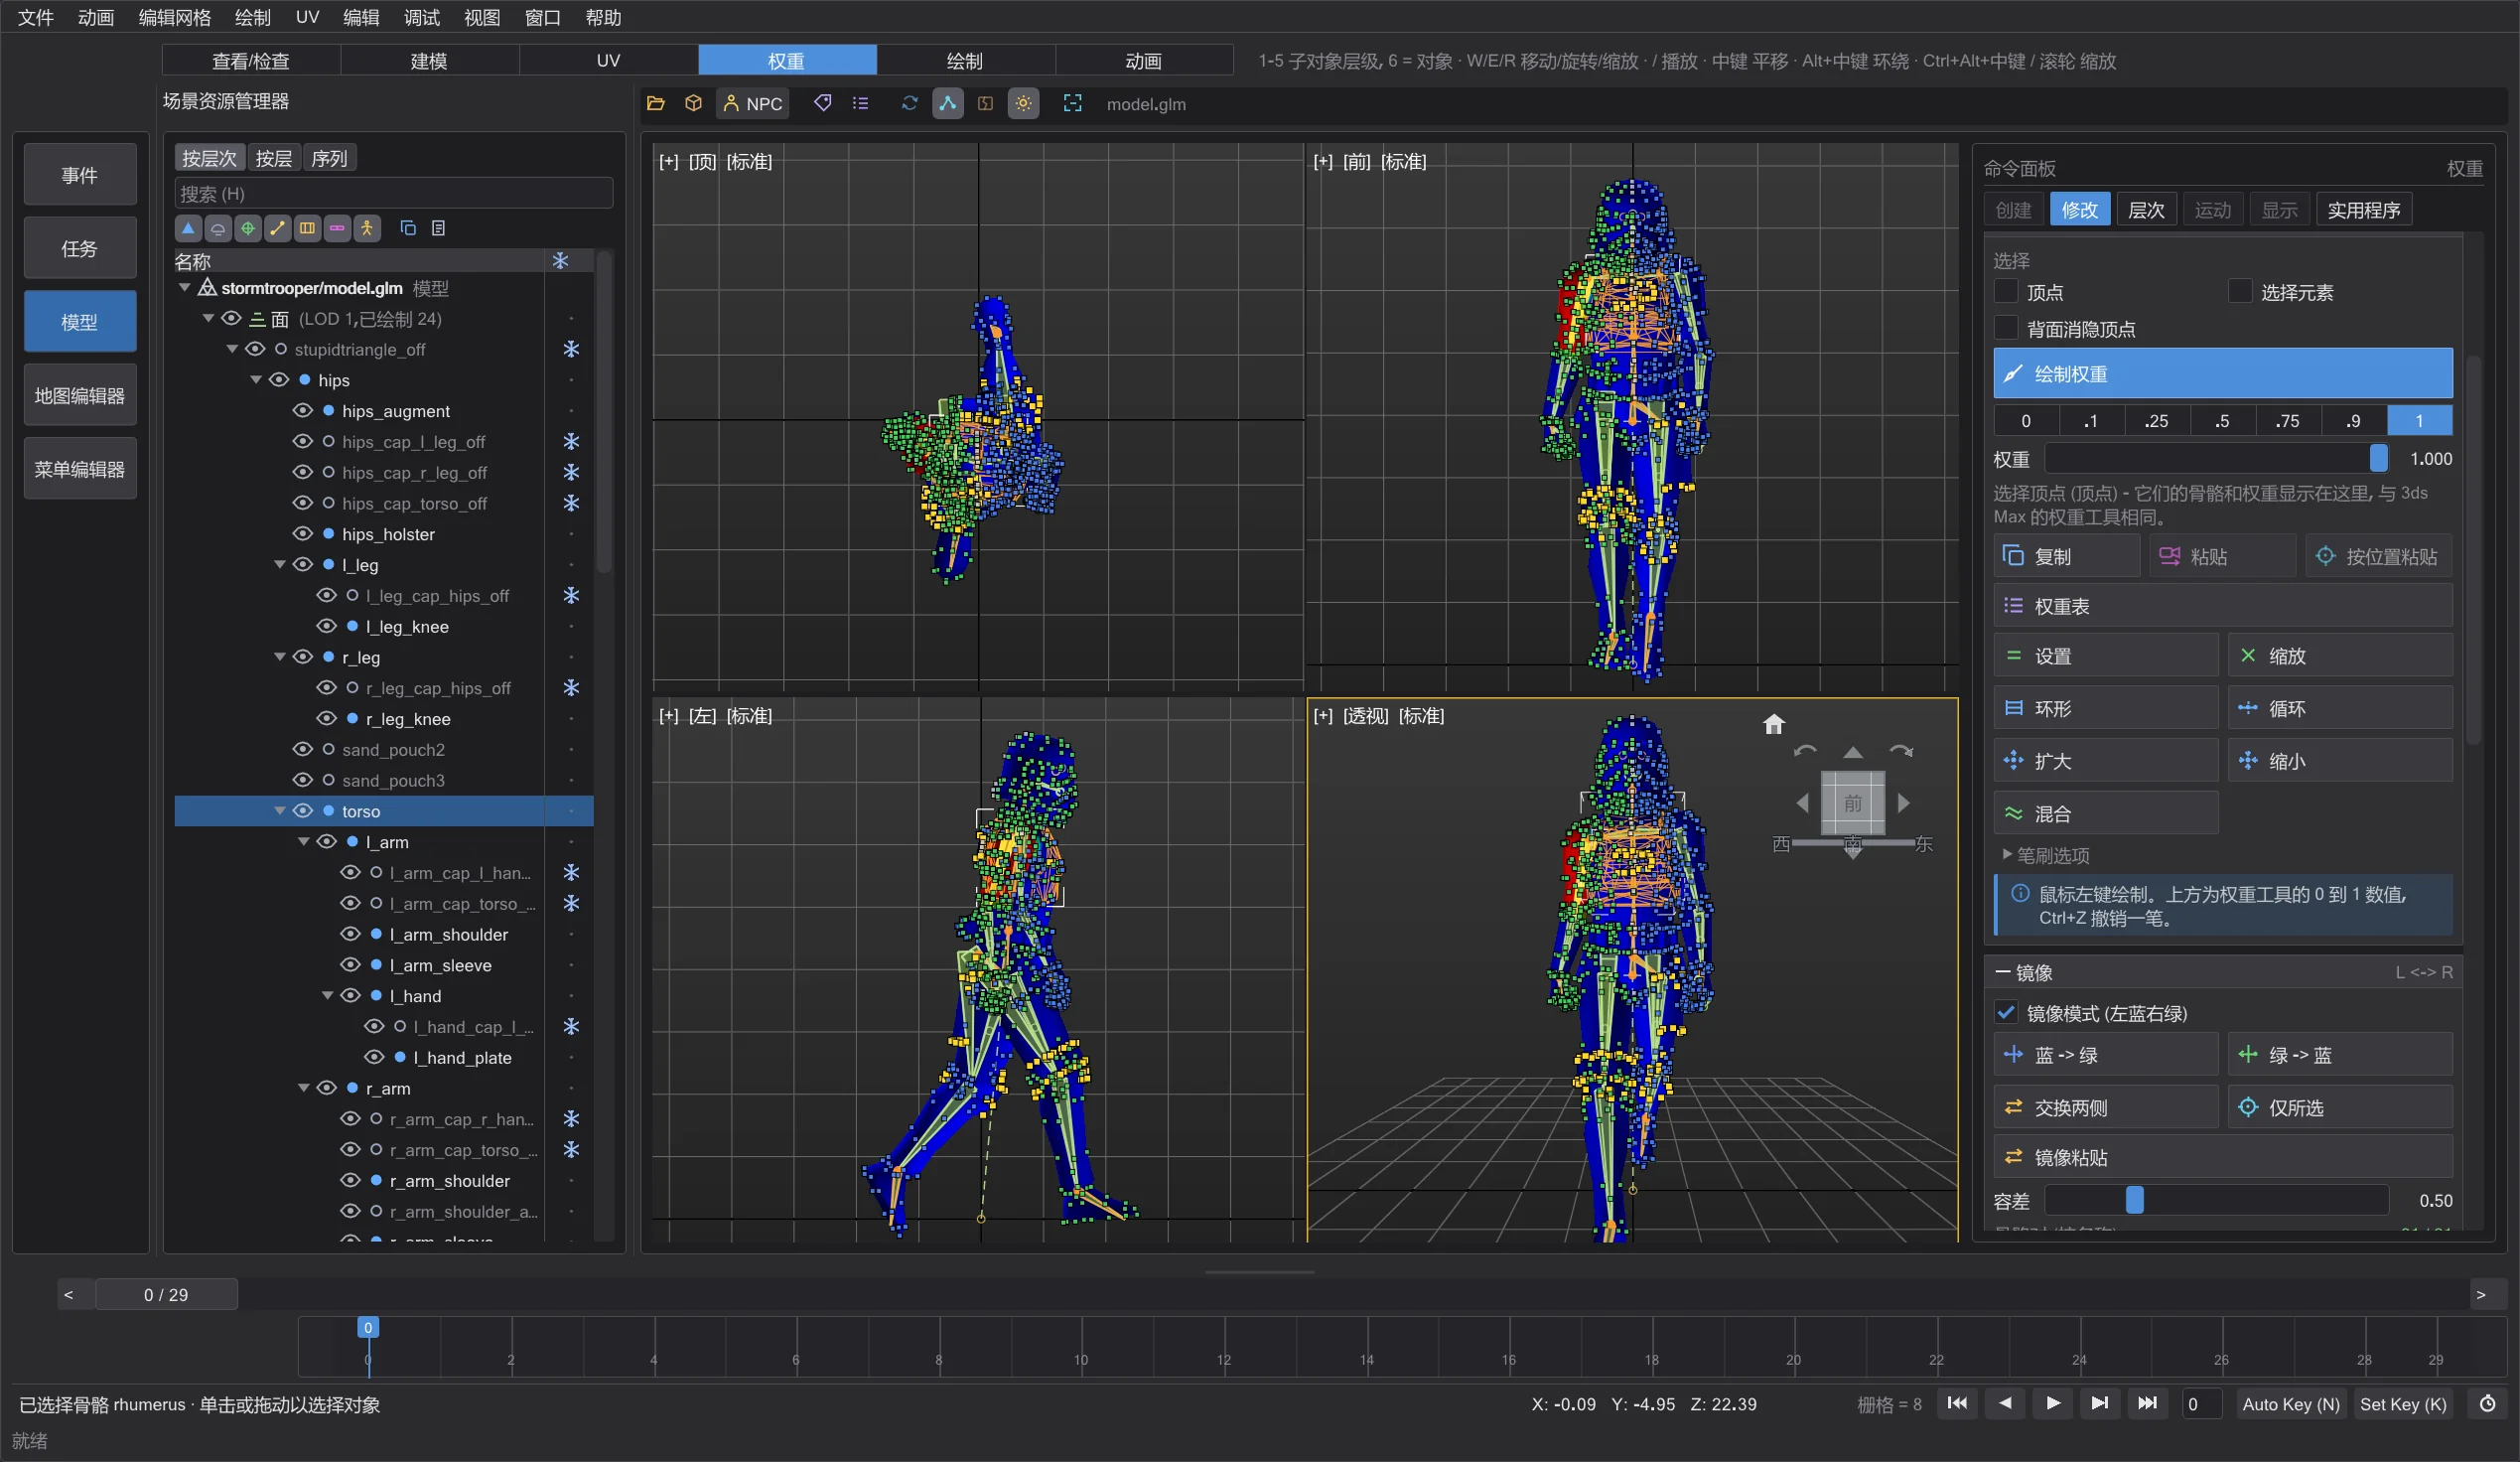 文件 动画 编辑网格 绘制 UV 编辑 调试 视图 窗口 帮助
查看/检查 建模 UV 权重 绘制 动画 1-5 子对象层级, 6 = 对象 · W/E/R 移动/旋转/缩放 · / 播放 · 中键 平移 · Alt+中键 环绕 · Ctrl+Alt+中键 / 滚轮 缩放
场景资源管理器
NPC model.glm
事件
任务
模型
地图编辑器
菜单编辑器
按层次 按层 序列
搜索 (H)
名称
stormtrooper/model.glm 模型
面 (LOD 1,已绘制 24)
stupidtriangle_off
hips
hips_augment
hips_cap_l_leg_off
hips_cap_r_leg_off
hips_cap_torso_off
hips_holster
l_leg
l_leg_cap_hips_off
l_leg_knee
r_leg
r_leg_cap_hips_off
r_leg_knee
sand_pouch2
sand_pouch3
torso
l_arm
l_arm_cap_l_han...
l_arm_cap_torso_...
l_arm_shoulder
l_arm_sleeve
l_hand
l_hand_cap_l_...
l_hand_plate
r_arm
r_arm_cap_r_han...
r_arm_cap_torso_...
r_arm_shoulder
r_arm_shoulder_a...
[+] [顶] [标准]
[+] [前] [标准]
[+] [左] [标准]
[+] [透视] [标准]
前
西 南 东
命令面板 权重
创建 修改 层次 运动 显示 实用程序
选择
顶点 选择元素
背面消隐顶点
绘制权重
0 .1 .25 .5 .75 .9 1
权重 1.000
选择顶点 (顶点) - 它们的骨骼和权重显示在这里, 与 3ds
Max 的权重工具相同。
复制 粘贴 按位置粘贴
权重表
设置 缩放
环形 循环
扩大 缩小
混合
笔刷选项
鼠标左键绘制。上方为权重工具的 0 到 1 数值,
Ctrl+Z 撤销一笔。
镜像 L <-> R
镜像模式 (左蓝右绿)
蓝 -> 绿 绿 -> 蓝
交换两侧 仅所选
镜像粘贴
容差 0.50
< 0 / 29 >
0
0 2 4 6 8 10 12 14 16 18 20 22 24 26 28 29
已选择骨骼 rhumerus · 单击或拖动以选择对象 X: -0.09 Y: -4.95 Z: 22.39 栅格 = 8 0 Auto Key (N) Set Key (K)
就绪